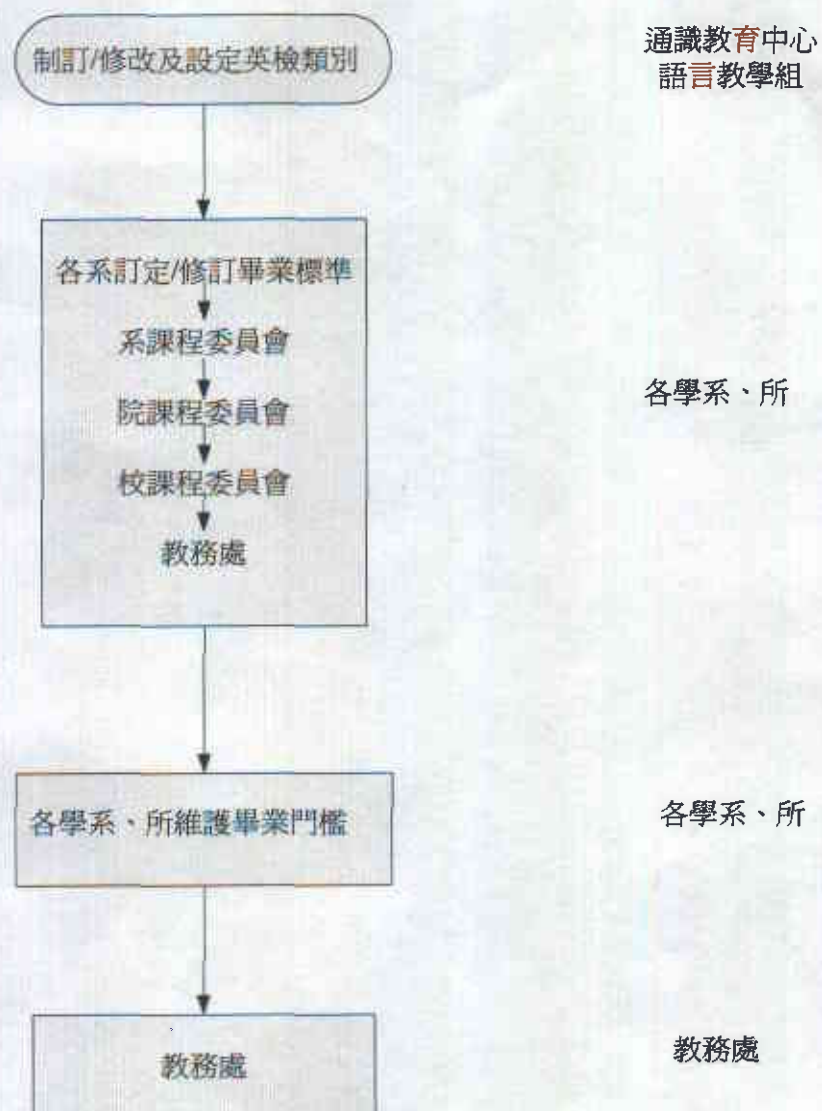 制訂/修改及設定英檢類別
通識教育中心
語言教學組
各系訂定/修訂畢業標準
系課程委員會
院課程委員會
校課程委員會
教務處
各學系、所
各學系、所維護畢業門檻
各學系、所
教務處
教務處